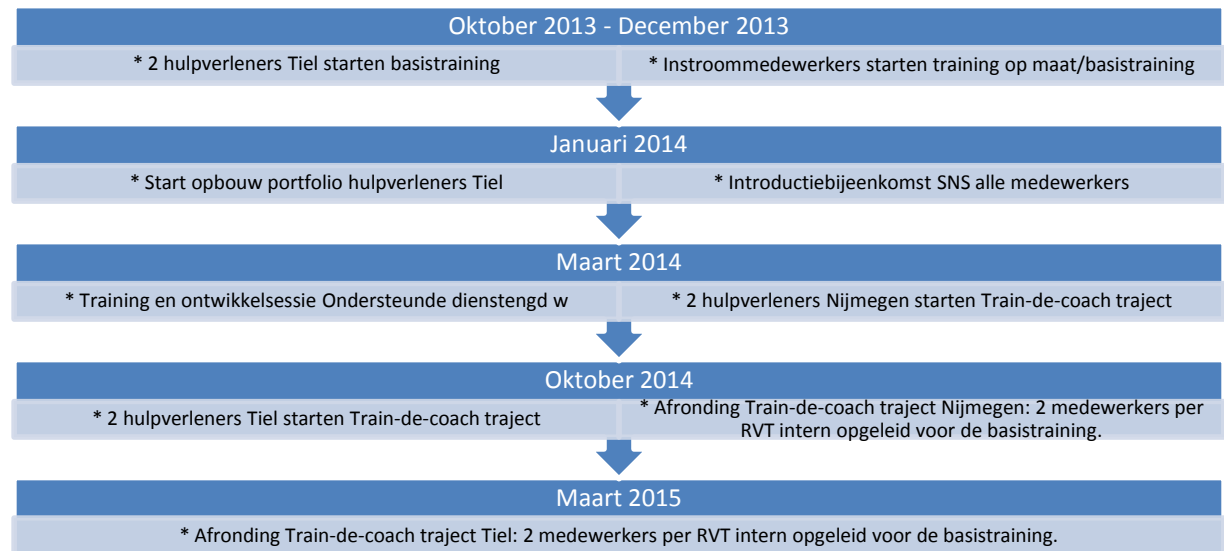 Oktober 2013 - December 2013
* 2 hulpverleners Tiel starten basistraining
* Instroommedewerkers starten training op maat/basistraining
Januari 2014
* Start opbouw portfolio hulpverleners Tiel
* Introductiebijeenkomst SNS alle medewerkers
Maart 2014
* Training en ontwikkelsessie Ondersteunde dienstengd w
* 2 hulpverleners Nijmegen starten Train-de-coach traject
Oktober 2014
* 2 hulpverleners Tiel starten Train-de-coach traject
* Afronding Train-de-coach traject Nijmegen: 2 medewerkers per
RVT intern opgeleid voor de basistraining.
Maart 2015
* Afronding Train-de-coach traject Tiel: 2 medewerkers per RVT intern opgeleid voor de basistraining.